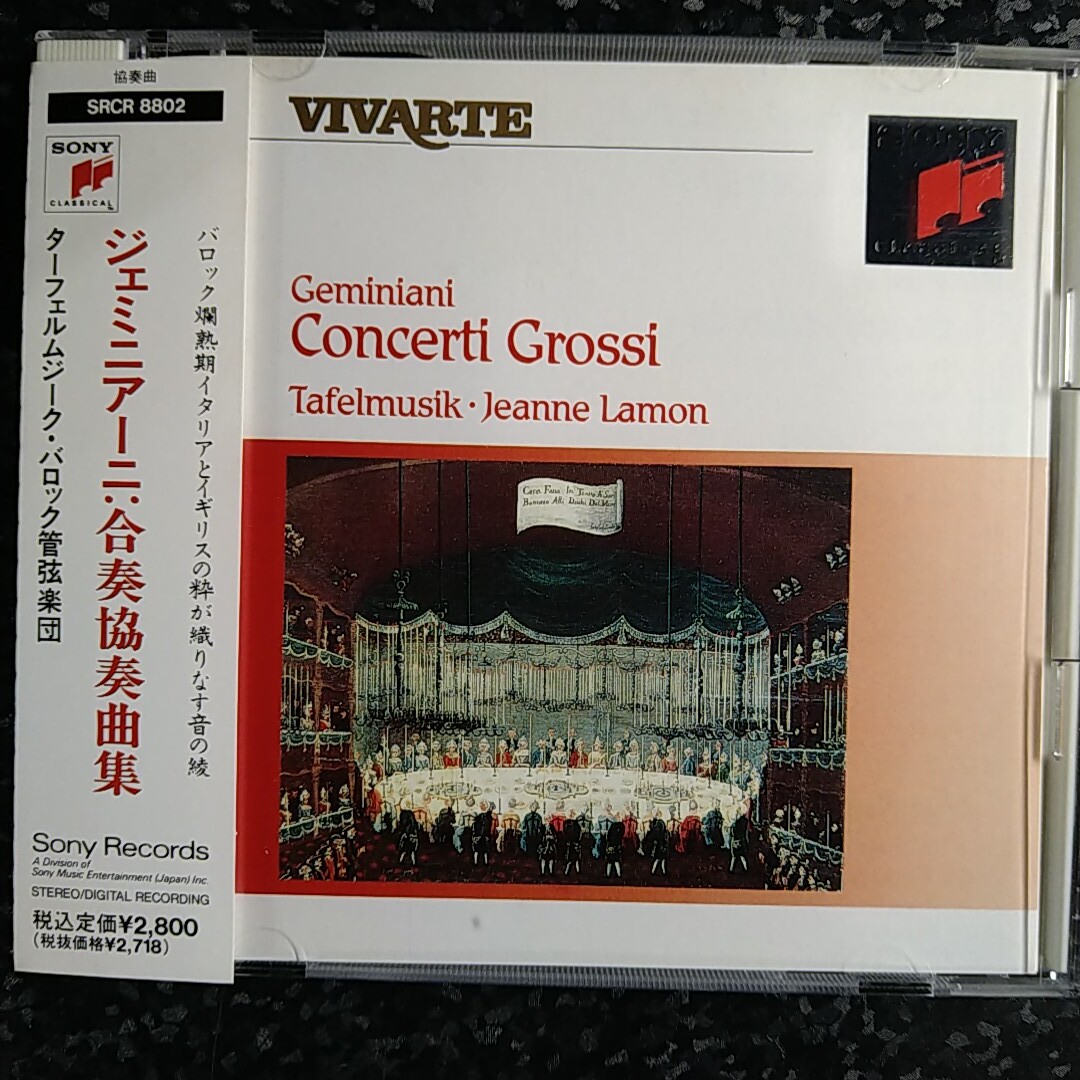 協奏曲
SRCR 8802
SONY
CLASSICAL
バロック爛熟期イタリアとイギリスの粋が織りなす音の綾
ジェミニアーニ:合奏協奏曲集
ターフェルムジーク・バロック管弦楽団
Sony Records
A Division of
Sony Music Entertainment (Japan) Inc.
STEREO/DIGITAL RECORDING
税込定価¥2,800
(税抜価格¥2,718)
VIVARTE
Geminiani
Concerti Grossi
Tafelmusik・Jeanne Lamon